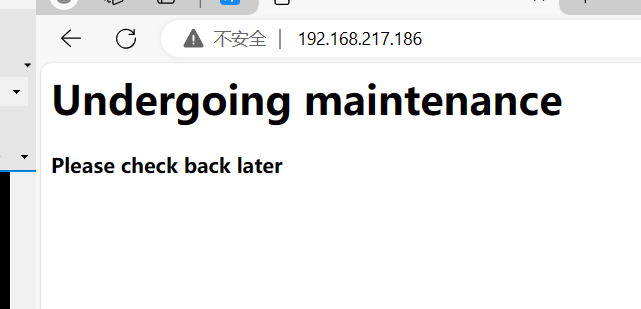 不安全 | 192.168.217.186
Undergoing maintenance
Please check back later